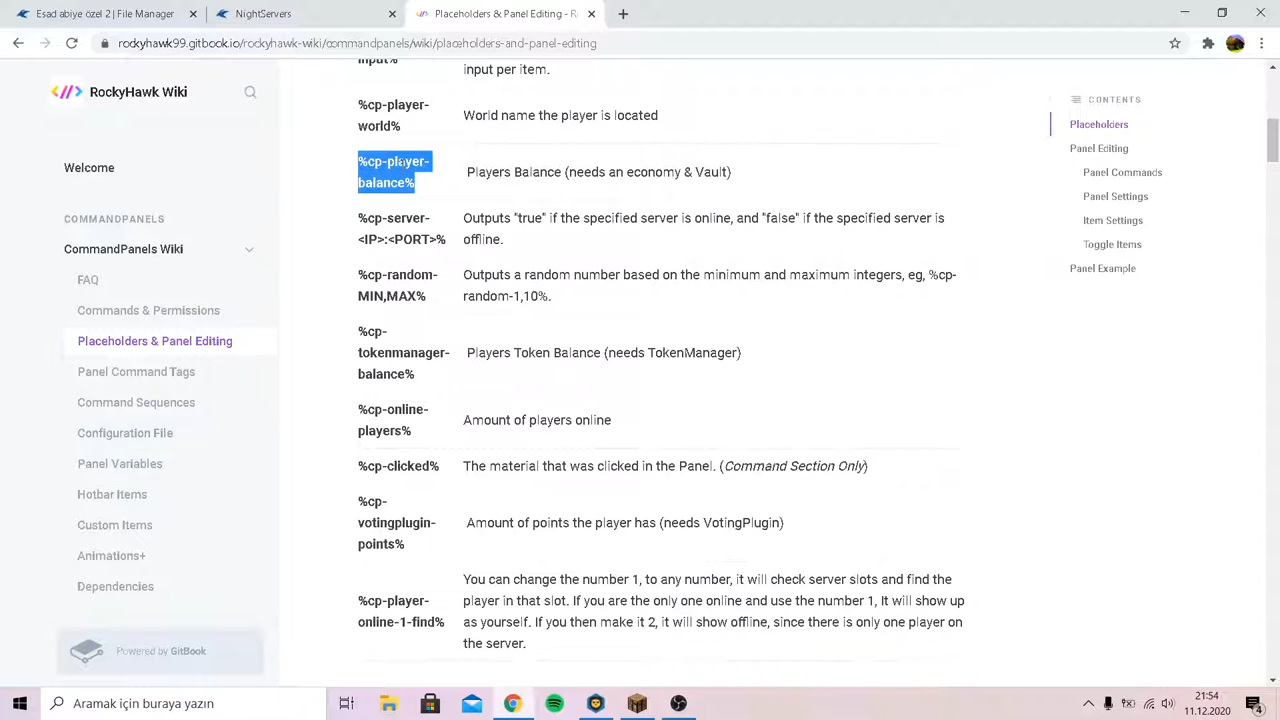 Esad abiye özel 2 | File Manager
NightServers
Placeholders & Panel Editing - Ro
rockyhawk99.gitbook.io/rockyhawk-wiki/commandpanels/wiki/placeholders-and-panel-editing
RockyHawk Wiki
Welcome
COMMANDPANELS
CommandPanels Wiki
FAQ
Commands & Permissions
Placeholders & Panel Editing
Panel Command Tags
Command Sequences
Configuration File
Panel Variables
Hotbar Items
Custom Items
Animations+
Dependencies
Powered by GitBook
input%
input per item.
%cp-player-
world%
World name the player is located
%cp-player-
balance%
Players Balance (needs an economy & Vault)
%cp-server-
<IP>:<PORT>%
Outputs "true" if the specified server is online, and "false" if the specified server is
offline.
%cp-random-
MIN,MAX%
Outputs a random number based on the minimum and maximum integers, eg, %cp-
random-1,10%.
%cp-
tokenmanager-
balance%
Players Token Balance (needs TokenManager)
%cp-online-
players%
Amount of players online
%cp-clicked%
The material that was clicked in the Panel. (Command Section Only)
%cp-
votingplugin-
points%
Amount of points the player has (needs VotingPlugin)
%cp-player-
online-1-find%
You can change the number 1, to any number, it will check server slots and find the
player in that slot. If you are the only one online and use the number 1, It will show up
as yourself. If you then make it 2, it will show offline, since there is only one player on
the server.
CONTENTS
Placeholders
Panel Editing
Panel Commands
Panel Settings
Item Settings
Toggle Items
Panel Example
Aramak için buraya yazın
21:54
11.12.2020
4